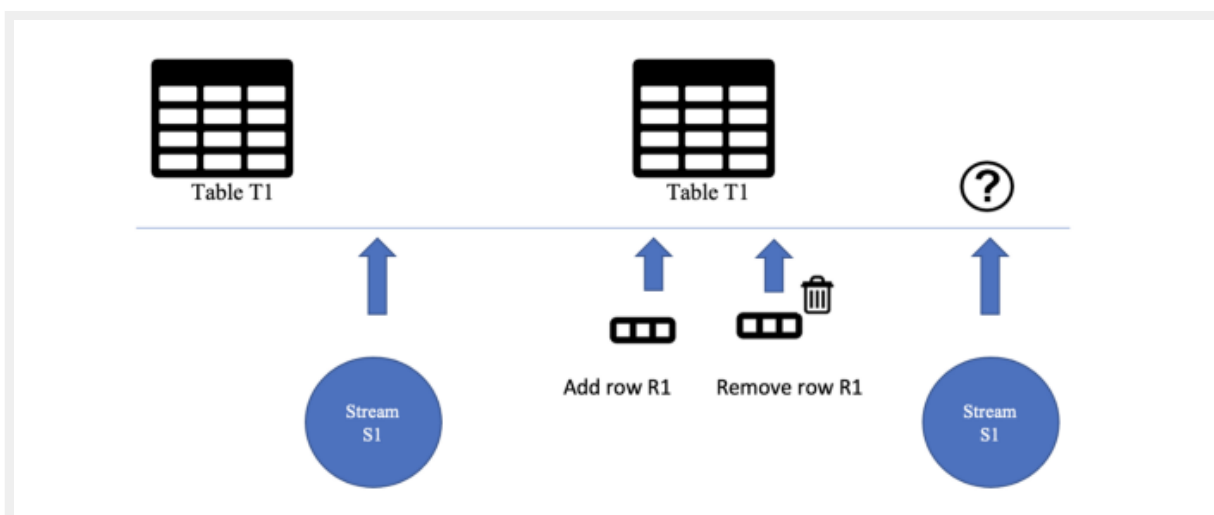 Table T1
Table T1
?
Add row R1
Remove row R1
Stream
S1
Stream
S1